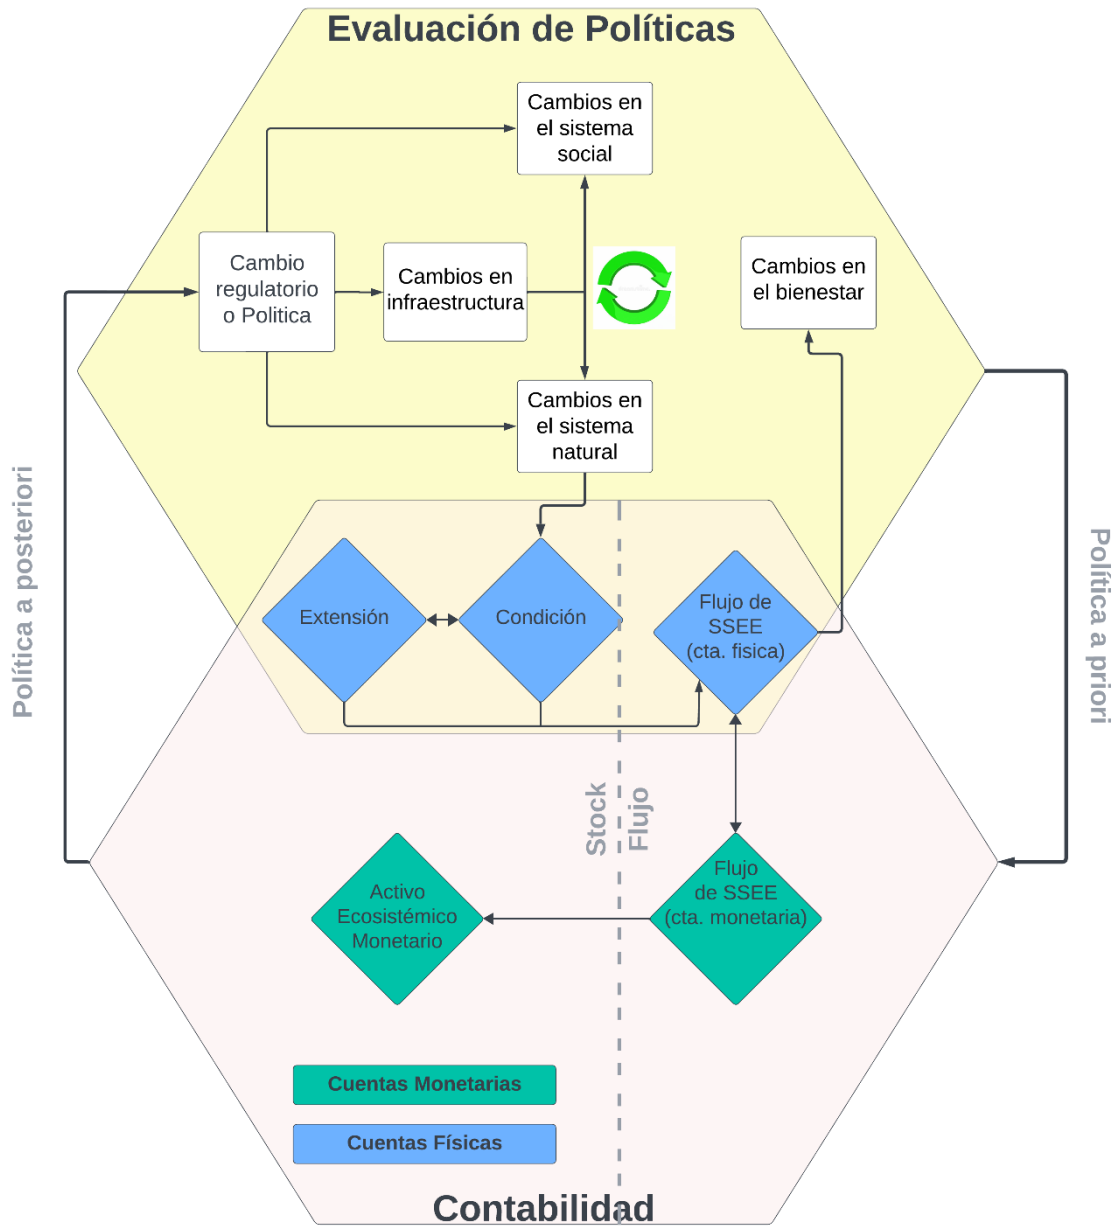 Evaluación de Políticas
Cambios en
el sistema
social
Cambio
regulatorio
o Politica
Cambios en
infraestructura
Cambios en
el bienestar
Cambios en
el sistema
natural
Política a posteriori
Política a priori
Extensión
Condición
Flujo de
SSEE
(cta. fisica)
Stock
Flujo
Activo
Ecosistémico
Monetario
Flujo
de SSEE
(cta. monetaria)
Cuentas Monetarias
Cuentas Físicas
Contabilidad